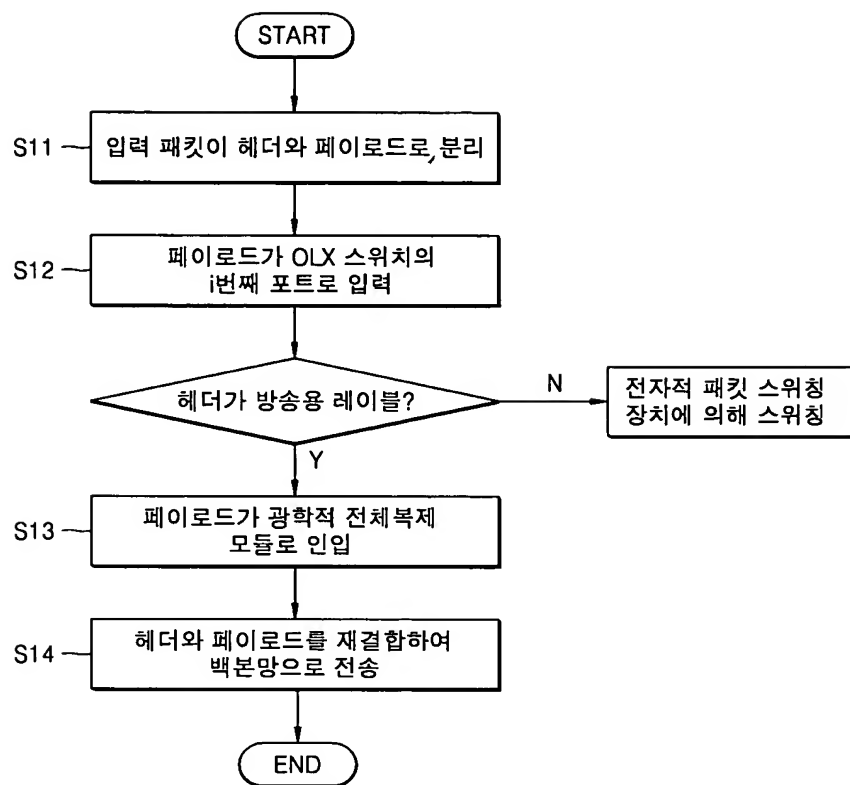 START
S11
입력 패킷이 헤더와 페이로드로,분리
S12
페이로드가 OLX 스위치의
i번째 포트로 입력
헤더가 방송용 레이블?
N
전자적 패킷 스위칭
장치에 의해 스위칭
Y
S13
페이로드가 광학적 전체복제
모듈로 인입
S14
헤더와 페이로드를 재결합하여
백본망으로 전송
END